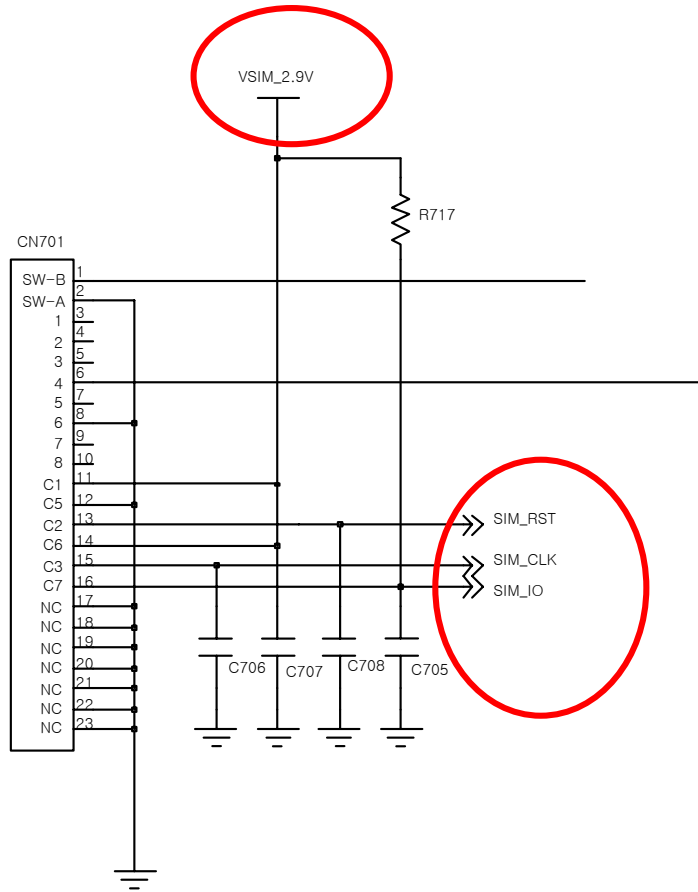 VSIM_2.9V
R717
CN701
SW-B 1
SW-A 2
1 3
2 4
3 5
4 6
5 7
6 8
7 9
8 10
C1 11
C5 12
C2 13
SIM_RST
C6 14
C3 15
SIM_CLK
C7 16
SIM_IO
NC 17
NC 18
NC 19
NC 20
NC 21
NC 22
NC 23
C706 C707 C708 C705